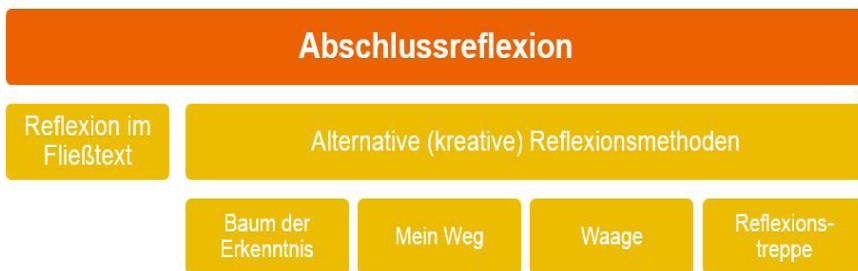 Abschlussreflexion
Reflexion im
Fließtext
Alternative (kreative) Reflexionsmethoden
Baum der
Erkenntnis
Mein Weg
Waage
Reflexions-
treppe